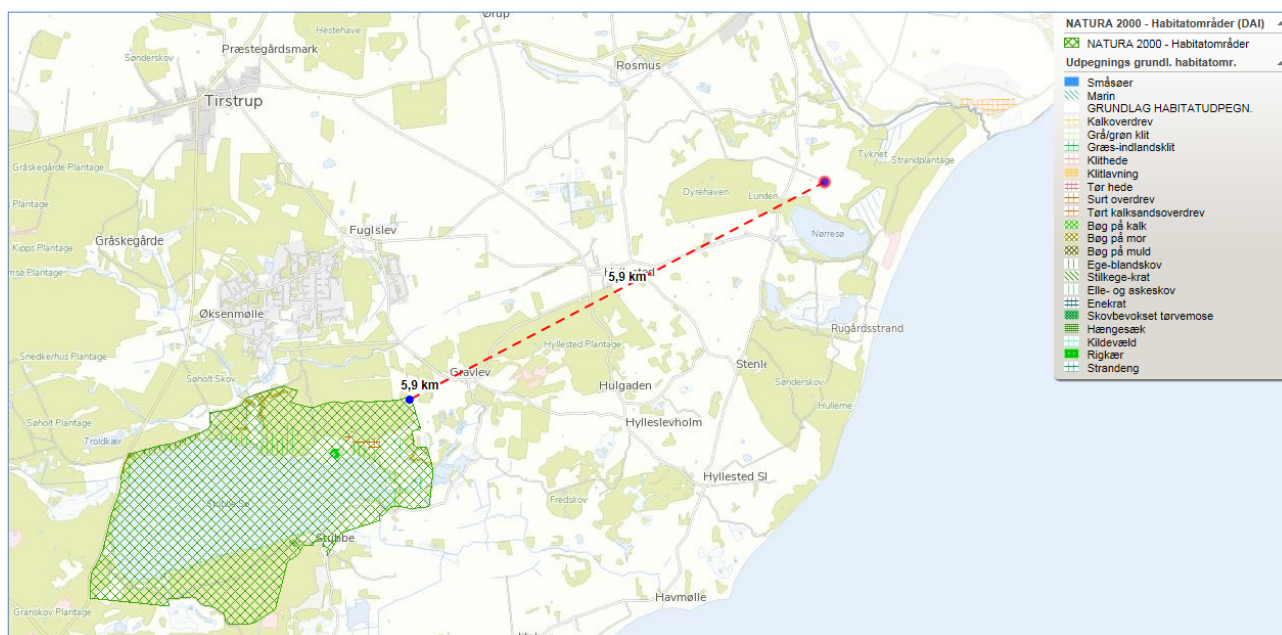 Ørup
Hestehave
Præstegårdsmark
Sønderskov
Rosmus
Tirstrup
Tyknet
Strandplantage
Gråskegårde Plantage
Dyrehaven
Lunden
Fuglslev
Nørresø
Gråskegårde
Kipps Plantage
5,9 km
Øksenmølle
Rugårdsstrand
Hyllested Plantage
Snedkerhus Plantage
Stenle
Gravlev
Søholt Skov
5,9 km
Hulgaden
Sønderskov
Hullerne
Søholt Plantage
Hylleslevholm
Troldkær
Hyllested Sl
Stubbe Sø
Fredskov
Stubbe
Havmølle
Granskov Plantage
NATURA 2000 - Habitatområder (DAI)
NATURA 2000 - Habitatområder
Udpegnings grundl. habitatomr.
Småsøer
Marin
GRUNDLAG HABITATUDPEGN.
Kalkoverdrev
Grå/grøn klit
Græs-indlandsklit
Klithede
Klitlavning
Tør hede
Surt overdrev
Tørt kalksandsoverdrev
Bøg på kalk
Bøg på mor
Bøg på muld
Ege-blandskov
Stilkege-krat
Elle- og askeskov
Enekrat
Skovbevokset tørvemose
Hængesæk
Kildevæld
Rigkær
Strandeng